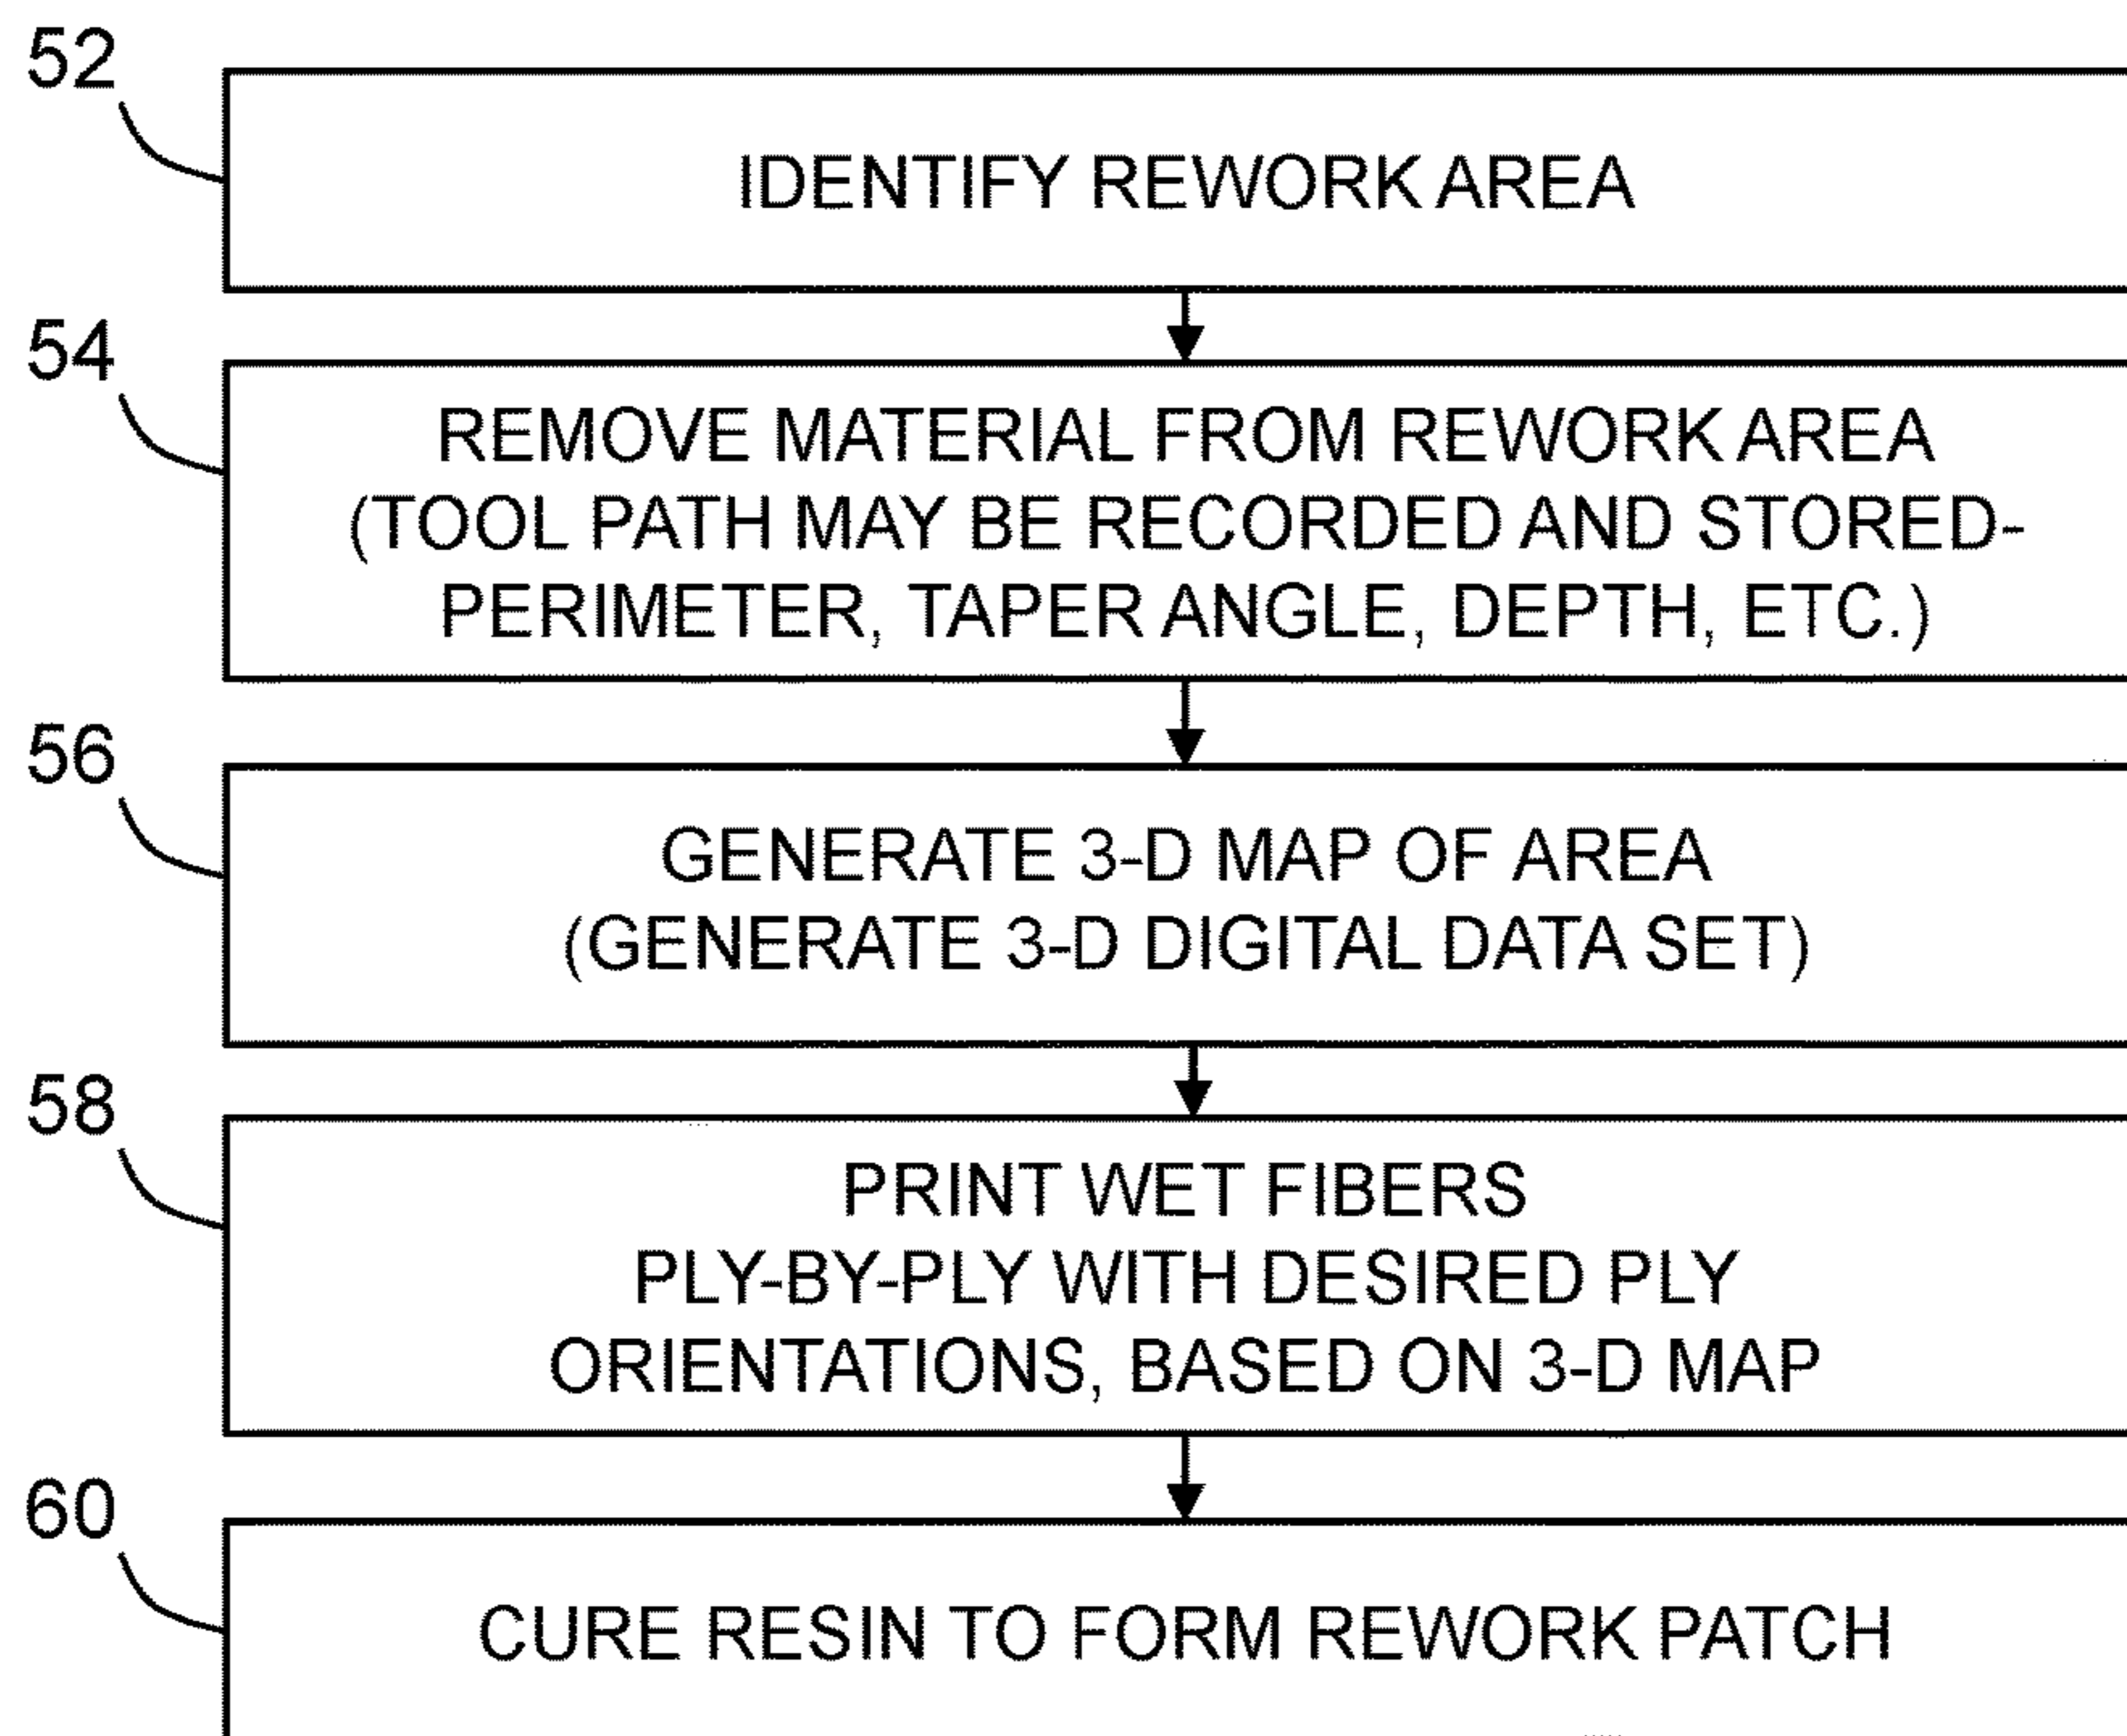 52
IDENTIFY REWORK AREA
54
REMOVE MATERIAL FROM REWORK AREA
(TOOL PATH MAY BE RECORDED AND STORED-
PERIMETER, TAPER ANGLE, DEPTH, ETC.)
56
GENERATE 3-D MAP OF AREA
(GENERATE 3-D DIGITAL DATA SET)
58
PRINT WET FIBERS
PLY-BY-PLY WITH DESIRED PLY
ORIENTATIONS, BASED ON 3-D MAP
60
CURE RESIN TO FORM REWORK PATCH